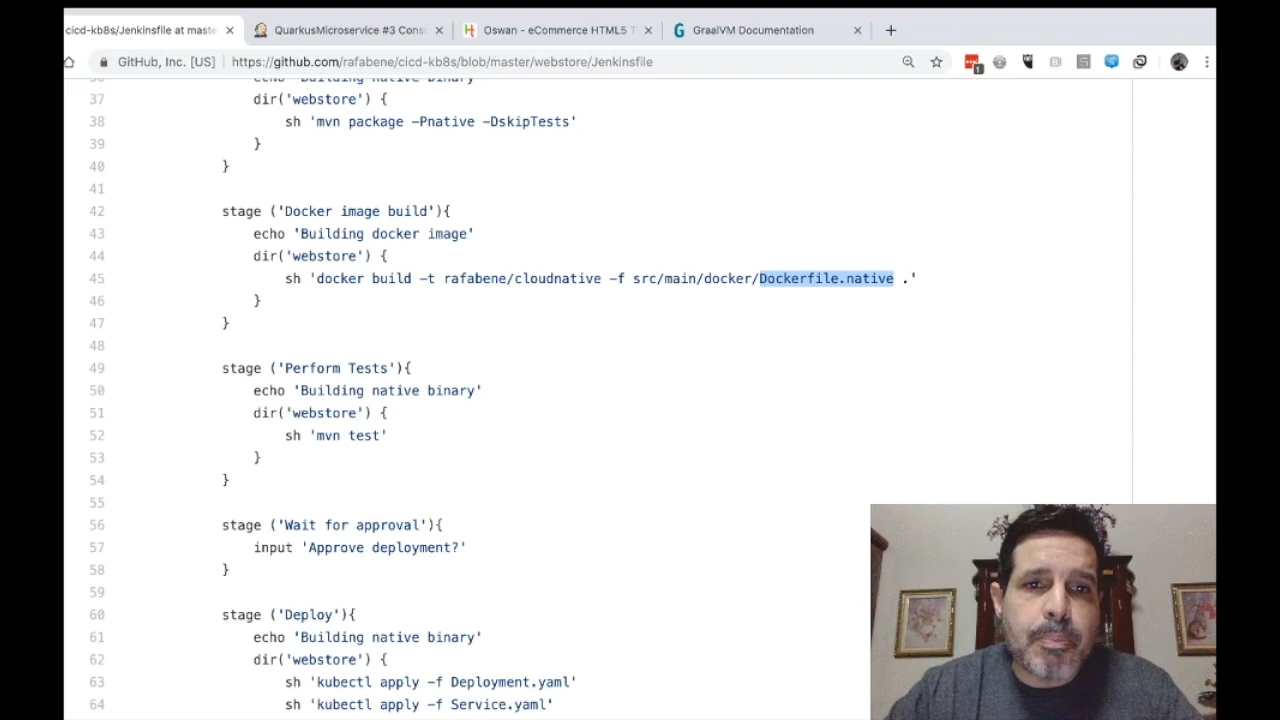 cicd-kb8s/Jenkinsfile at maste
QuarkusMicroservice #3 Conso
Oswan - eCommerce HTML5 T
GraalVM Documentation
GitHub, Inc. [US] https://github.com/rafabene/cicd-kb8s/blob/master/webstore/Jenkinsfile
36 echo 'Building native binary'
37 dir('webstore') {
38 sh 'mvn package -Pnative -DskipTests'
39 }
40 }
41
42 stage ('Docker image build'){
43 echo 'Building docker image'
44 dir('webstore') {
45 sh 'docker build -t rafabene/cloudnative -f src/main/docker/Dockerfile.native .'
46 }
47 }
48
49 stage ('Perform Tests'){
50 echo 'Building native binary'
51 dir('webstore') {
52 sh 'mvn test'
53 }
54 }
55
56 stage ('Wait for approval'){
57 input 'Approve deployment?'
58 }
59
60 stage ('Deploy'){
61 echo 'Building native binary'
62 dir('webstore') {
63 sh 'kubectl apply -f Deployment.yaml'
64 sh 'kubectl apply -f Service.yaml'